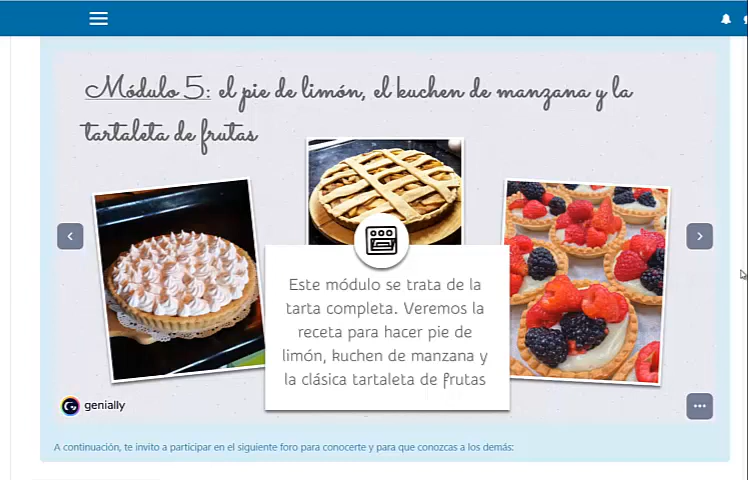 Módulo 5: el pie de limón, el kuchen de manzana y la
tartaleta de frutas
Este módulo se trata de la
tarta completa. Veremos la
receta para hacer pie de
limón, kuchen de manzana y
la clásica tartaleta de frutas
genially
A continuación, te invito a participar en el siguiente foro para conocerte y para que conozcas a los demás: